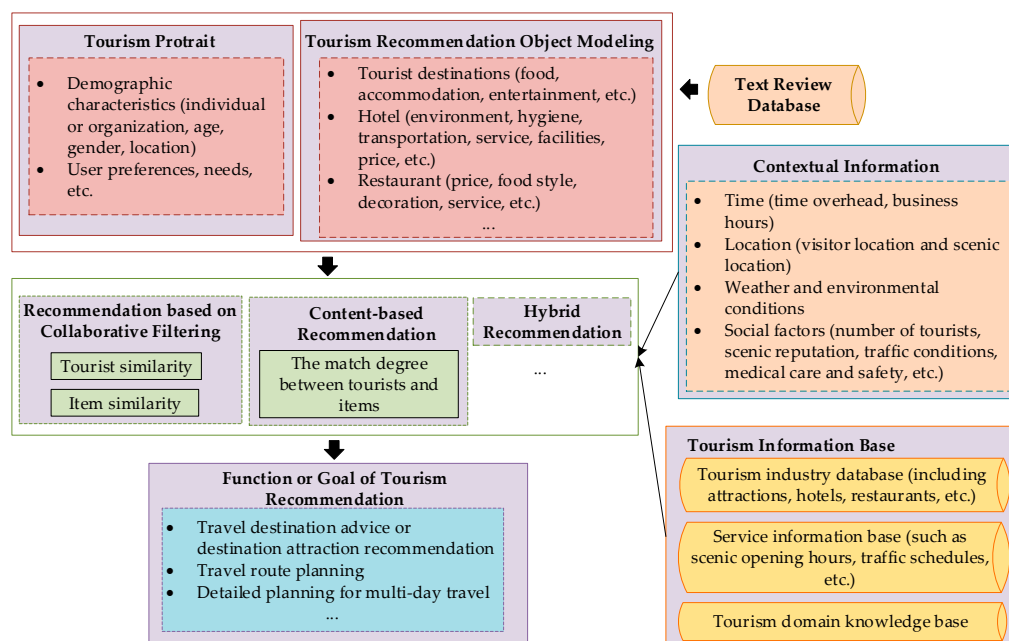 Tourism Protrait
• Demographic
characteristics (individual
or organization, age,
gender, location)
• User preferences, needs,
etc.
Tourism Recommendation Object Modeling
• Tourist destinations (food,
accommodation, entertainment, etc.)
• Hotel (environment, hygiene,
transportation, service, facilities,
price, etc.)
• Restaurant (price, food style,
decoration, service, etc.)
...
Text Review
Database
Contextual Information
• Time (time overhead, business
hours)
• Location (visitor location and scenic
location)
• Weather and environmental
conditions
• Social factors (number of tourists,
scenic reputation, traffic conditions,
medical care and safety, etc.)
Recommendation based on
Collaborative Filtering
Tourist similarity
Item similarity
Content-based
Recommendation
The match degree
between tourists and
items
Hybrid
Recommendation
...
Function or Goal of Tourism
Recommendation
• Travel destination advice or
destination attraction recommendation
• Travel route planning
• Detailed planning for multi-day travel
...
Tourism Information Base
Tourism industry database (including
attractions, hotels, restaurants, etc.)
Service information base (such as
scenic opening hours, traffic schedules,
etc.)
Tourism domain knowledge base